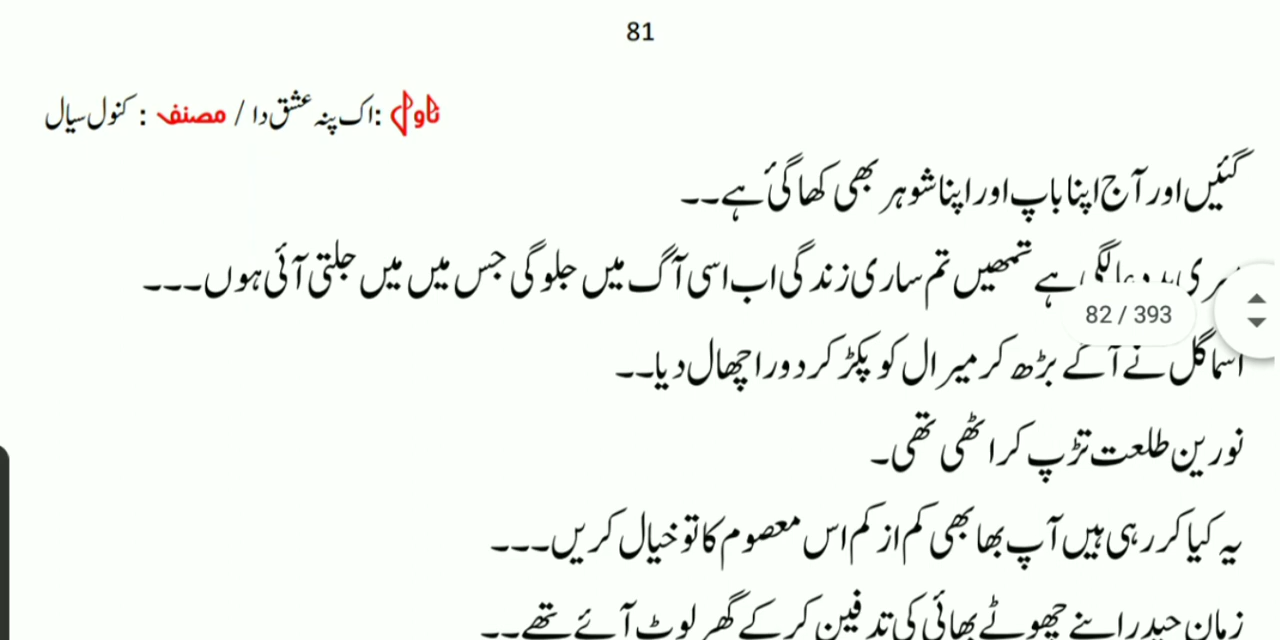 81
ناول :اک پنہ عشق دا / مصنف : کنول سیال
گئیں اور آج اپنا باپ اور اپنا شوہر بھی کھا گئ ہے۔۔
لگی ہے تمھیں تم ساری زندگی اب اسی آگ میں جلو گی جس میں میں جلتی آئی ہوں۔۔۔
82 / 393
اسما گل نے آگے بڑھ کر میرال کو پکڑ کر دور اچھال دیا۔۔
نورین طلعت تڑپ کر اٹھی تھی۔
یہ کیا کر رہی ہیں آپ بھابھی کم از کم اس معصوم کا تو خیال کریں۔۔۔
زمان حیدر اپنے چھوٹے بھائی کی تدفین کر کے گھر لوٹ آئے تھے۔۔